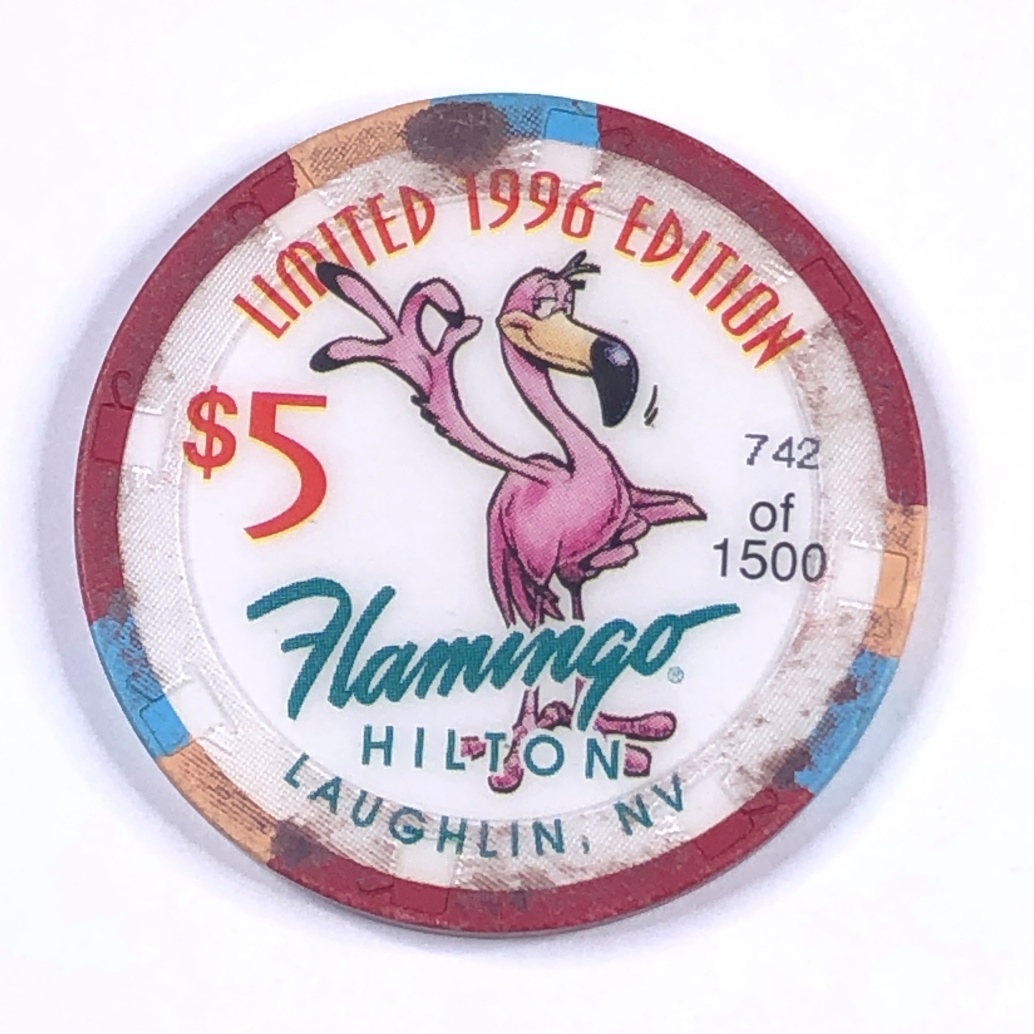 LIMITED 1996 EDITION
$5
742
of
1500
Flamingo®
HILTON
LAUGHLIN, NV